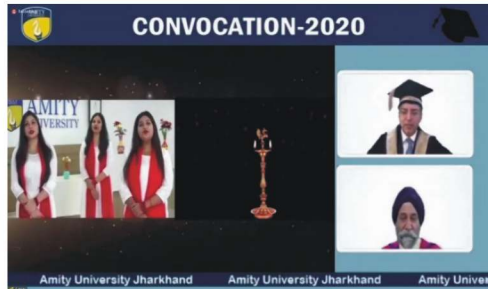 CONVOCATION-2020
AMITY
UNIVERSITY
Amity University Jharkhand Amity University Jharkhand Amity Univer